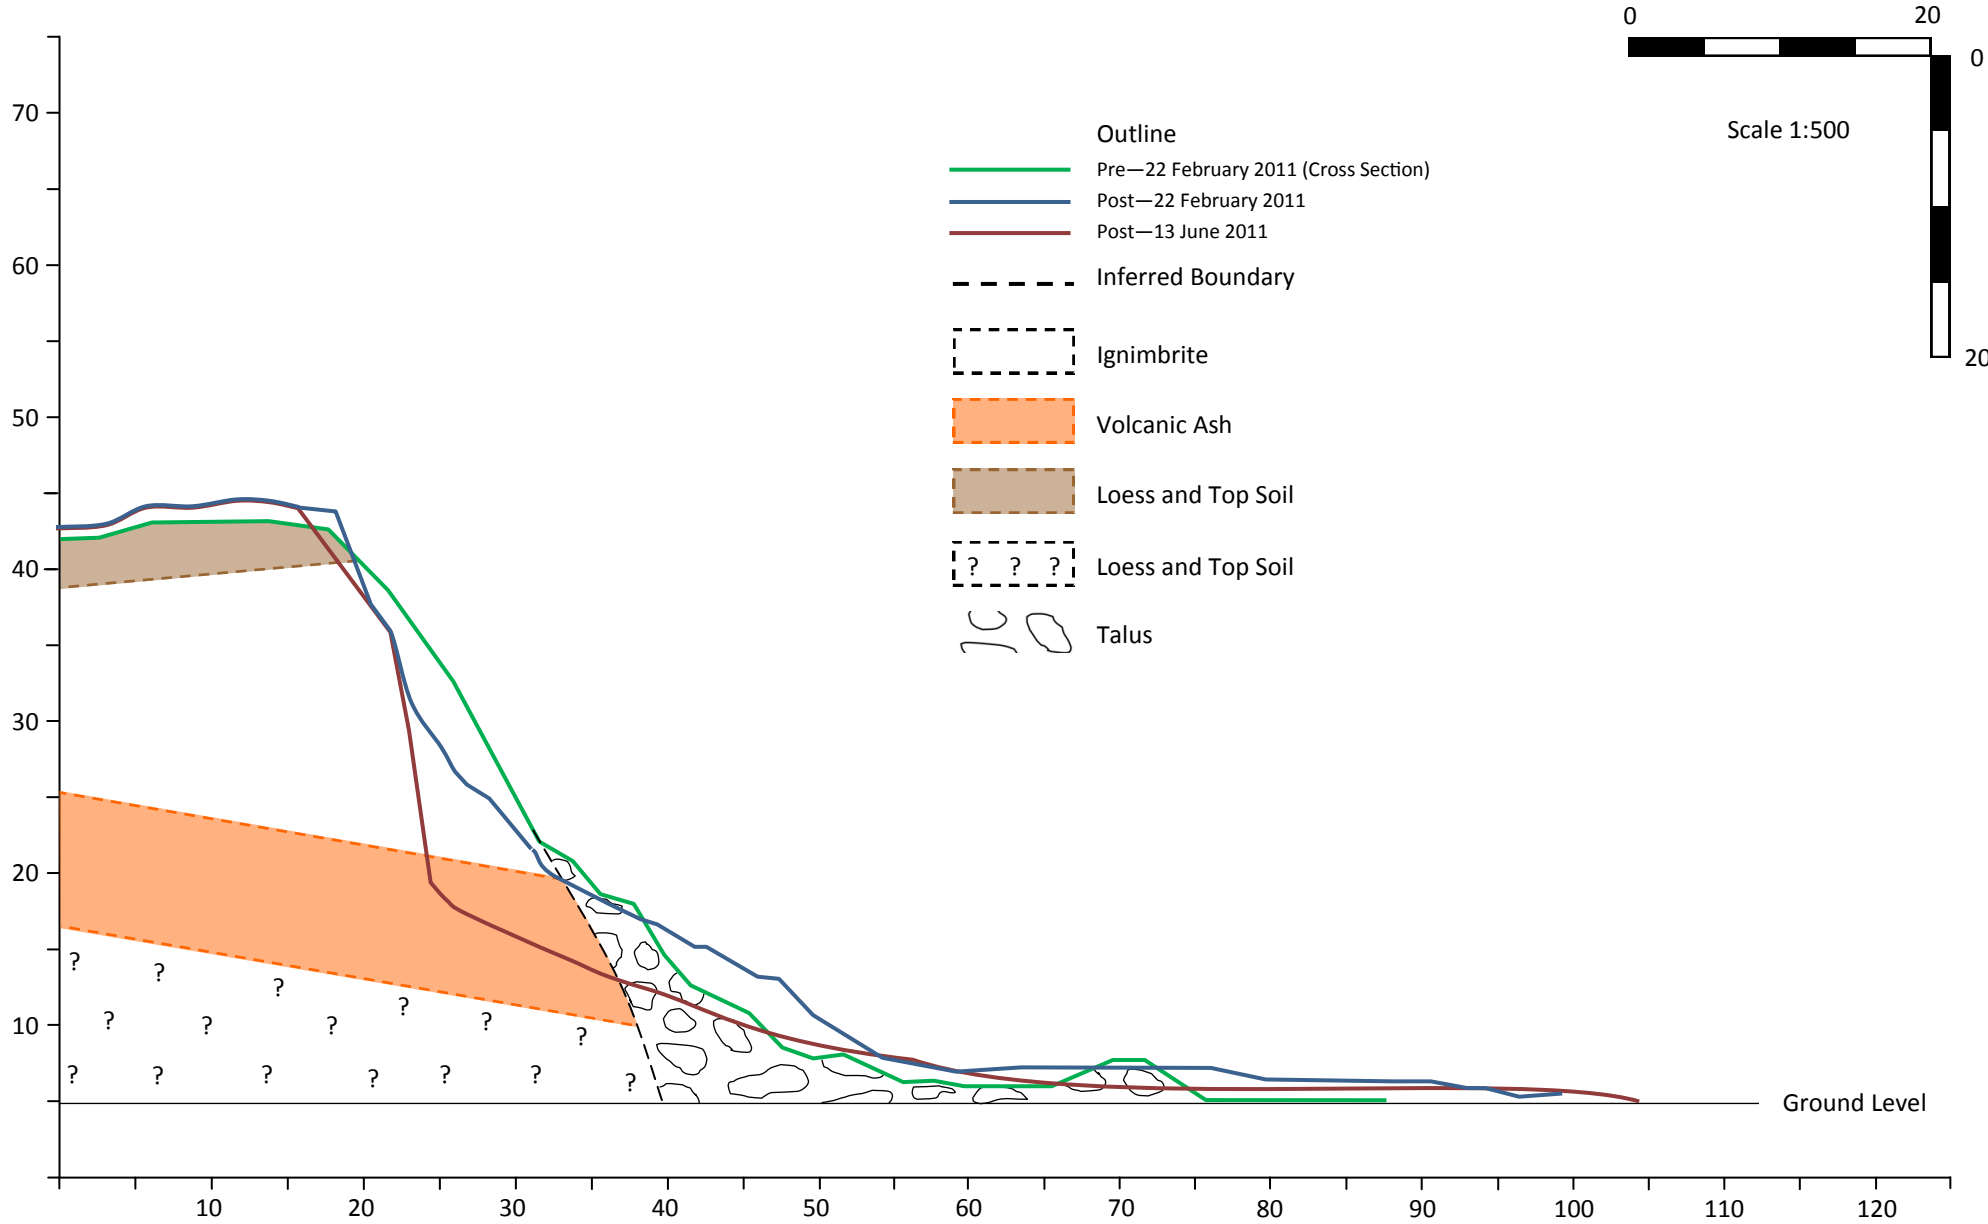 0 20
0
20
Scale 1:500
Outline
Pre—22 February 2011 (Cross Section)
Post—22 February 2011
Post—13 June 2011
Inferred Boundary
Ignimbrite
Volcanic Ash
Loess and Top Soil
? ? ? Loess and Top Soil
Talus
70
60
50
40
30
20
10
? ? ? ? ? ? ? ? ? ?
? ? ? ? ? ? ?
Ground Level
10 20 30 40 50 60 70 80 90 100 110 120